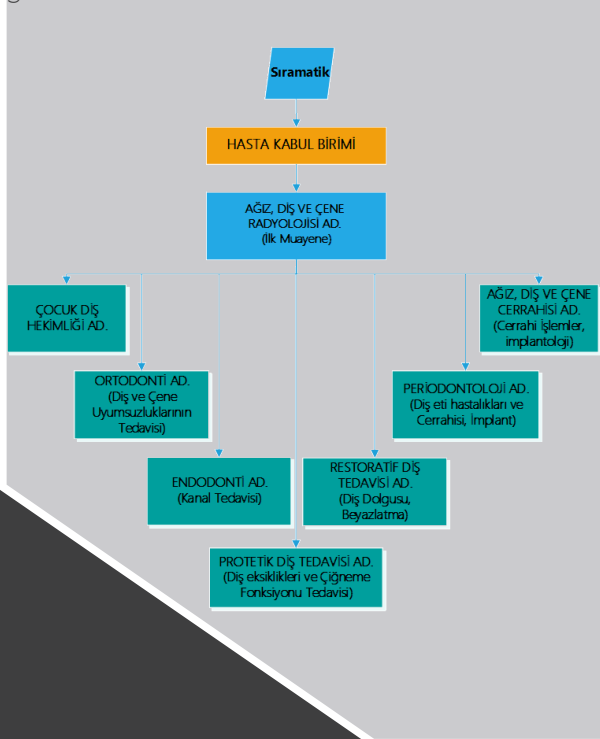 Sıramatik
HASTA KABUL BİRİMİ
AĞIZ, DİŞ VE ÇENE
RADYOLOJİSİ AD.
(İlk Muayene)
ÇOCUK DİŞ
HEKİMLİĞİ AD.
AĞIZ, DİŞ VE ÇENE
CERRAHİSİ AD.
(Cerrahi İşlemler,
implantoloji)
ORTODONTİ AD.
(Diş ve Çene
Uyumsuzluklarının
Tedavisi)
PERİODONTOLOJİ AD.
(Diş eti hastalıkları ve
Cerrahisi, İmplant)
ENDODONTİ AD.
(Kanal Tedavisi)
RESTORATİF DİŞ
TEDAVİSİ AD.
(Diş Dolgusu,
Beyazlatma)
PROTETİK DİŞ TEDAVİSİ AD.
(Diş eksiklikleri ve Çiğneme
Fonksiyonu Tedavisi)